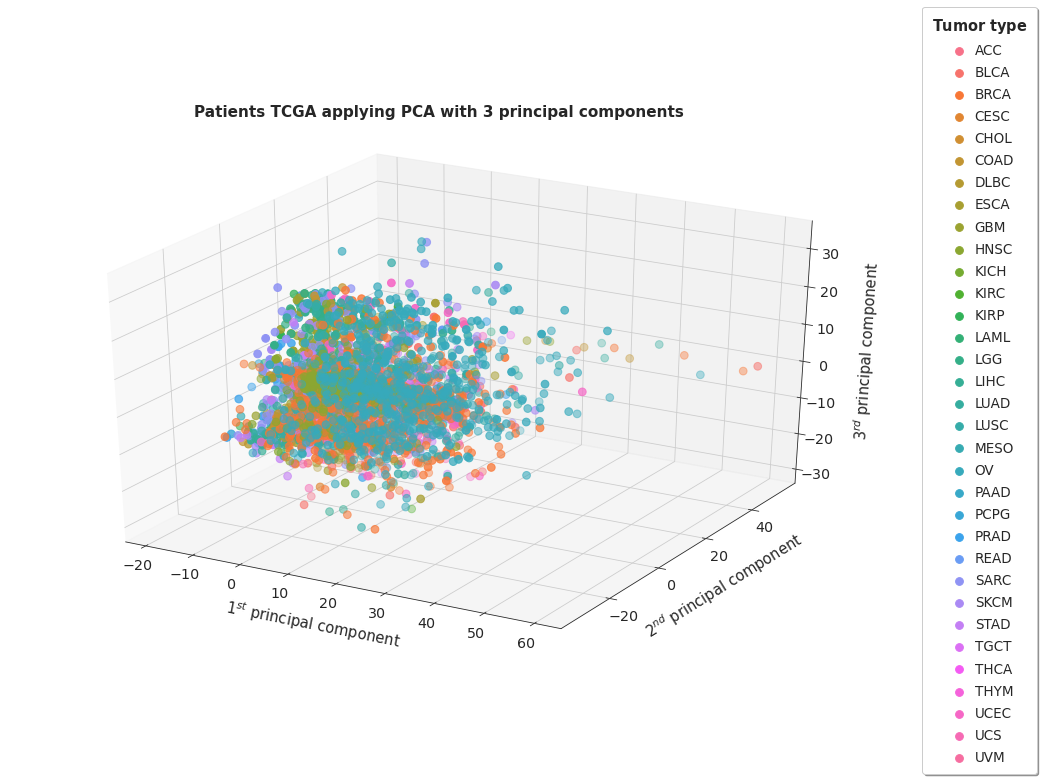 Patients TCGA applying PCA with 3 principal components
Tumor type
ACC
BLCA
BRCA
CESC
CHOL
COAD
DLBC
ESCA
GBM
HNSC
KICH
KIRC
KIRP
LAML
LGG
LIHC
LUAD
LUSC
MESO
OV
PAAD
PCPG
PRAD
READ
SARC
SKCM
STAD
TGCT
THCA
THYM
UCEC
UCS
UVM
30
20
10
0
−10
−20
−30
3rd principal component
40
20
0
−20
2nd principal component
−20
−10
0
10
20
30
40
50
60
1st principal component